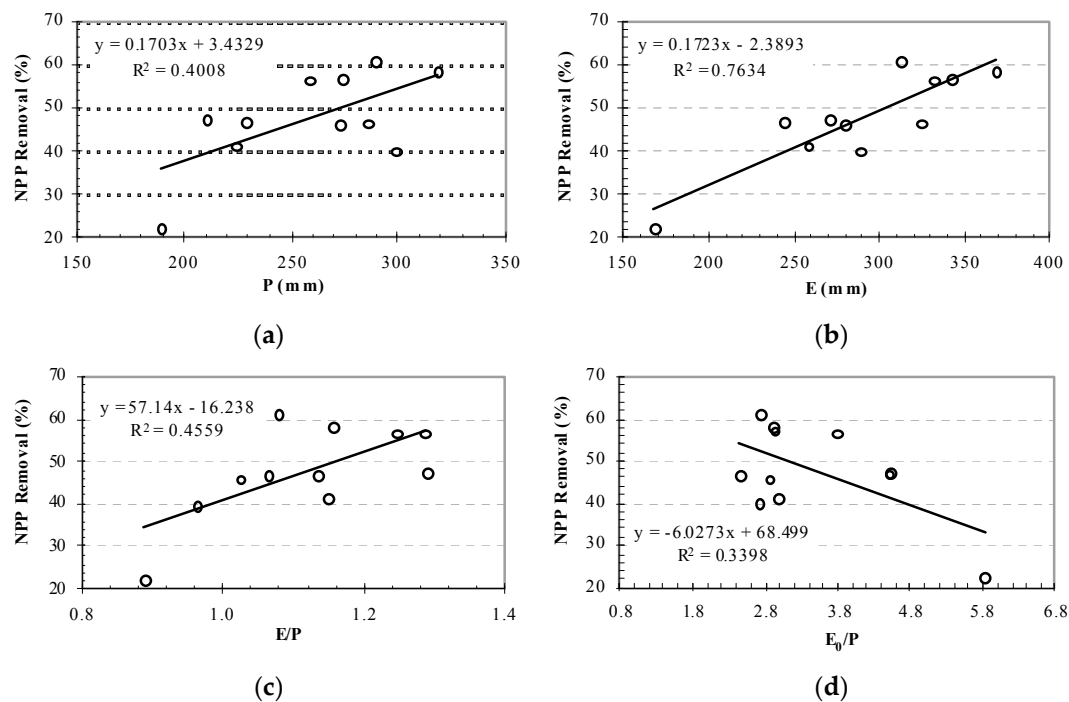 70
60
50
40
30
20
NPP Removal (%)
y = 0.1703x + 3.4329
R² = 0.4008
150 200 250 300 350
P (mm)
(a)
70
60
50
40
30
20
NPP Removal (%)
y = 0.1723x - 2.3893
R² = 0.7634
150 200 250 300 350 400
E (mm)
(b)
70
60
50
40
30
20
NPP Removal (%)
y = 57.14x - 16.238
R² = 0.4559
0.8 1.0 1.2 1.4
E/P
(c)
70
60
50
40
30
20
NPP Removal (%)
y = -6.0273x + 68.499
R² = 0.3398
0.8 1.8 2.8 3.8 4.8 5.8 6.8
E₀/P
(d)